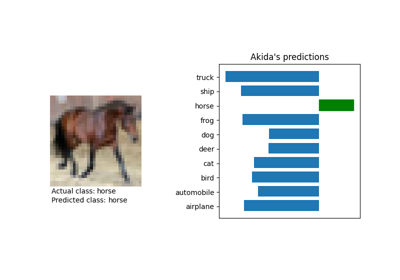 Akida's predictions
truck
ship
horse
frog
dog
deer
cat
bird
automobile
airplane
Actual class: horse
Predicted class: horse